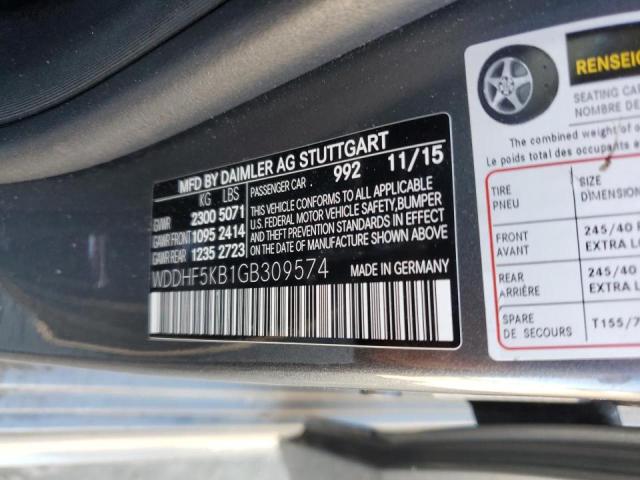 MFD BY DAIMLER AG STUTTGART
KG LBS
GVWR 2300 5071
GAWR FRONT 1095 2414
GAWR REAR 1235 2723
PASSENGER CAR 992 11/15
THIS VEHICLE CONFORMS TO ALL APPLICABLE
U.S. FEDERAL MOTOR VEHICLE SAFETY, BUMPER
AND THEFT PREVENTION STANDARDS IN EFFECT
ON THE DATE OF MANUFACTURE SHOWN ABOVE
WDDHF5KB1GB309574 MADE IN GERMANY
RENSEIG
SEATING CAP
NOMBRE DE
The combined weight of
Le poids total des occupants e
TIRE
PNEU
SIZE
DIMENSION
FRONT
AVANT
245/40
EXTRA L
REAR
ARRIÈRE
245/40
EXTRA L
SPARE
DE SECOURS
T155/7